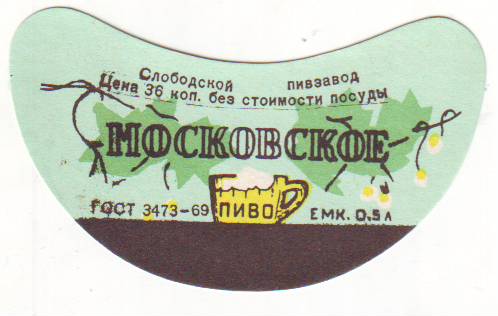 Слободской пивзавод
Цена 36 коп. без стоимости посуды
МОСКОВСКОЕ
ГОСТ 3473-69 ПИВО ЕМК. 0,5 л